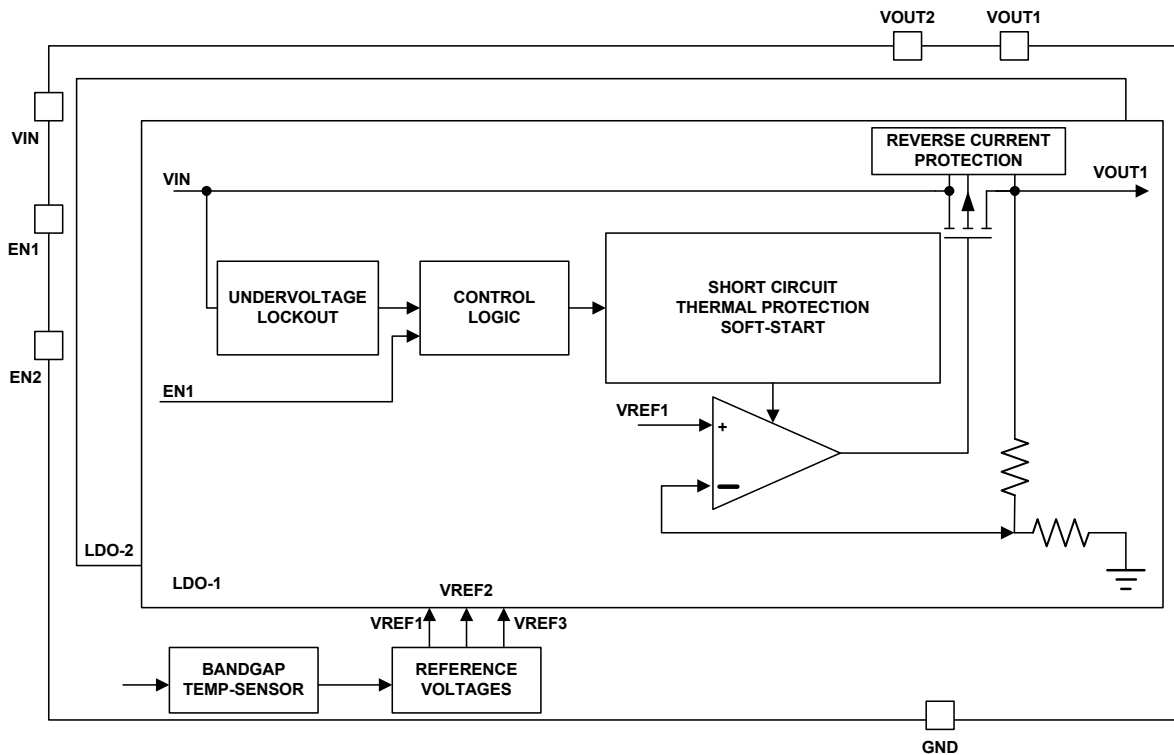 VOUT2
VOUT1
VIN
EN1
EN2
REVERSE CURRENT
PROTECTION
VIN
VOUT1
UNDERVOLTAGE
LOCKOUT
CONTROL
LOGIC
SHORT CIRCUIT
THERMAL PROTECTION
SOFT-START
EN1
VREF1
+
−
LDO-2
LDO-1
VREF2
VREF1
VREF3
BANDGAP
TEMP-SENSOR
REFERENCE
VOLTAGES
GND